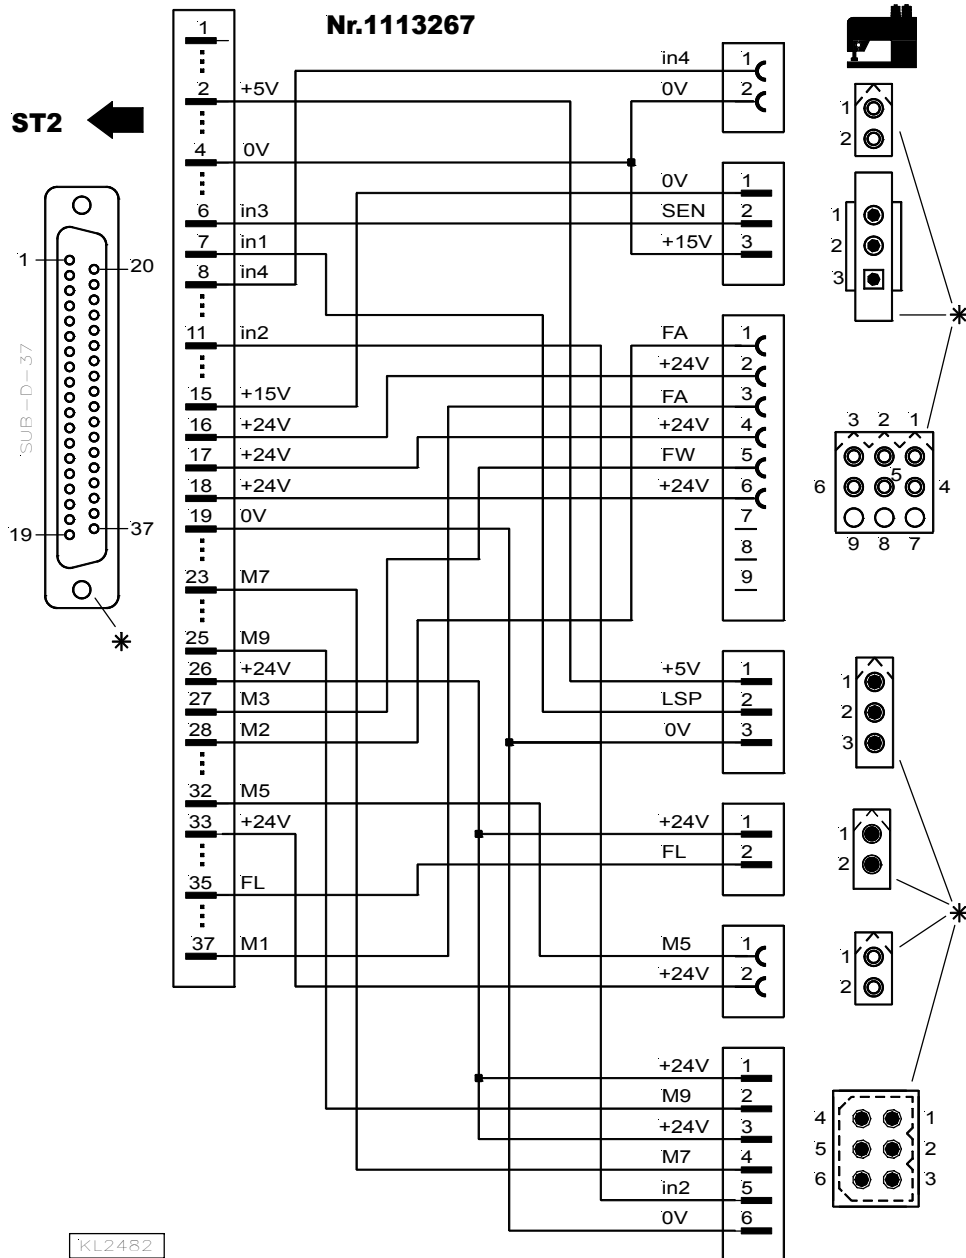 Nr.1113267
ST2
SUB-D-37
1
20
19
37
1
2 +5V
4 0V
6 in3
7 in1
8 in4
11 in2
15 +15V
16 +24V
17 +24V
18 +24V
19 0V
23 M7
25 M9
26 +24V
27 M3
28 M2
32 M5
33 +24V
35 FL
37 M1
in4 1
0V 2
0V 1
SEN 2
+15V 3
FA 1
+24V 2
FA 3
+24V 4
FW 5
+24V 6
7
8
9
+5V 1
LSP 2
0V 3
+24V 1
FL 2
M5 1
+24V 2
+24V 1
M9 2
+24V 3
M7 4
in2 5
0V 6
1
2
1
2
3
3 2 1
6 5 4
9 8 7
1
2
3
1
2
1
2
4 1
5 2
6 3
KL2482